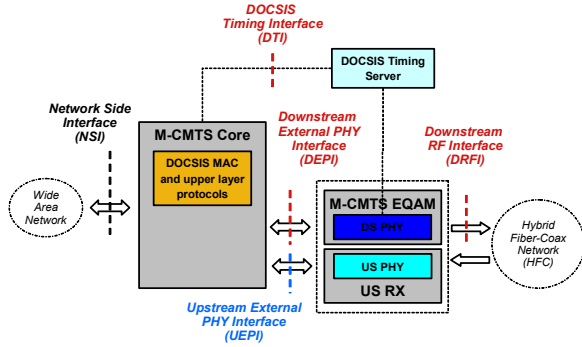 DOCSIS
Timing Interface
(DTI)
DOCSIS Timing
Server
Network Side
Interface
(NSI)
M-CMTS Core
Downstream
External PHY
Interface
(DEPI)
Downstream
RF Interface
(DRFI)
DOCSIS MAC
and upper layer
protocols
Wide
Area
Network
M-CMTS EQAM
DS PHY
Hybrid
Fiber-Coax
Network
(HFC)
US PHY
US RX
Upstream External
PHY Interface
(UEPI)